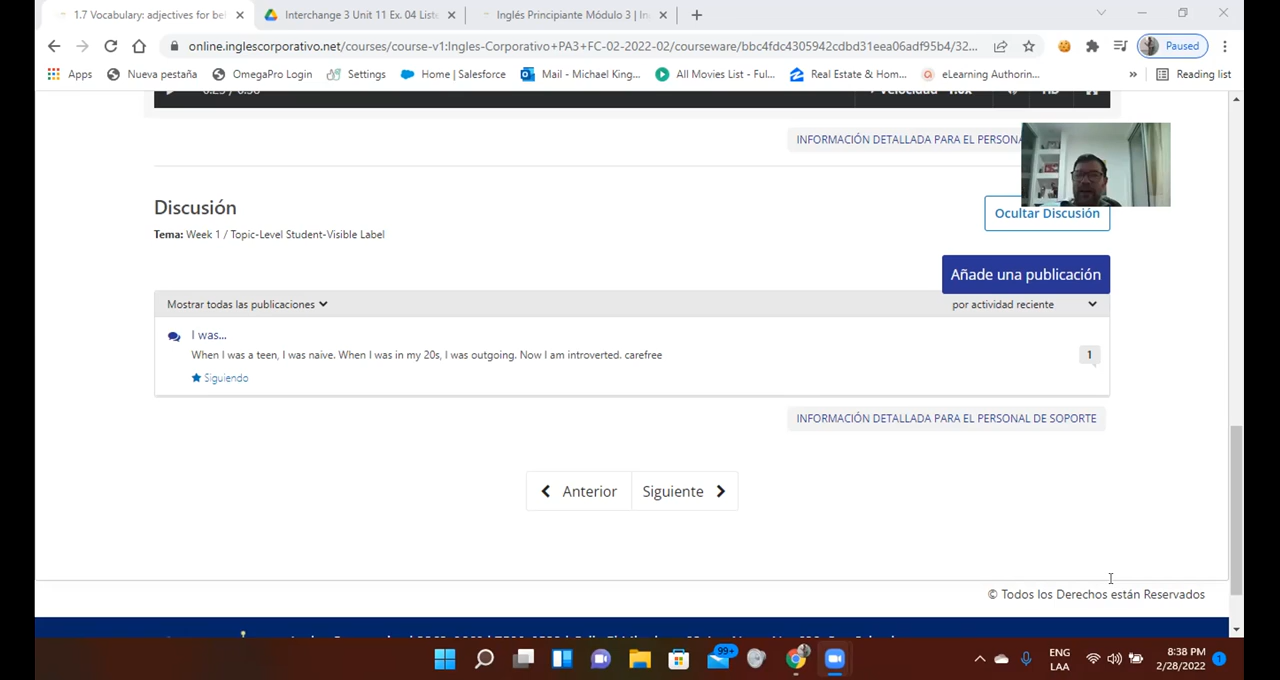 1.7 Vocabulary: adjectives for be
Interchange 3 Unit 11 Ex. 04 Liste
Inglés Principiante Módulo 3 | In
online.inglescorporativo.net/courses/course-v1:Ingles-Corporativo+PA3+FC-02-2022-02/courseware/bbc4fdc4305942cdbd31eea06adf95b4/32...
Paused
Apps
Nueva pestaña
OmegaPro Login
Settings
Home | Salesforce
Mail - Michael King...
All Movies List - Ful...
Real Estate & Hom...
eLearning Authorin...
»
Reading list
Velocidad 1.0x
HD
INFORMACIÓN DETALLADA PARA EL PERSONA
Discusión
Ocultar Discusión
Tema: Week 1 / Topic-Level Student-Visible Label
Añade una publicación
Mostrar todas las publicaciones
por actividad reciente
I was...
When I was a teen, I was naive. When I was in my 20s, I was outgoing. Now I am introverted. carefree
1
Siguiendo
INFORMACIÓN DETALLADA PARA EL PERSONAL DE SOPORTE
Anterior
Siguiente
© Todos los Derechos están Reservados
99+
ENG
LAA
8:38 PM
2/28/2022
1